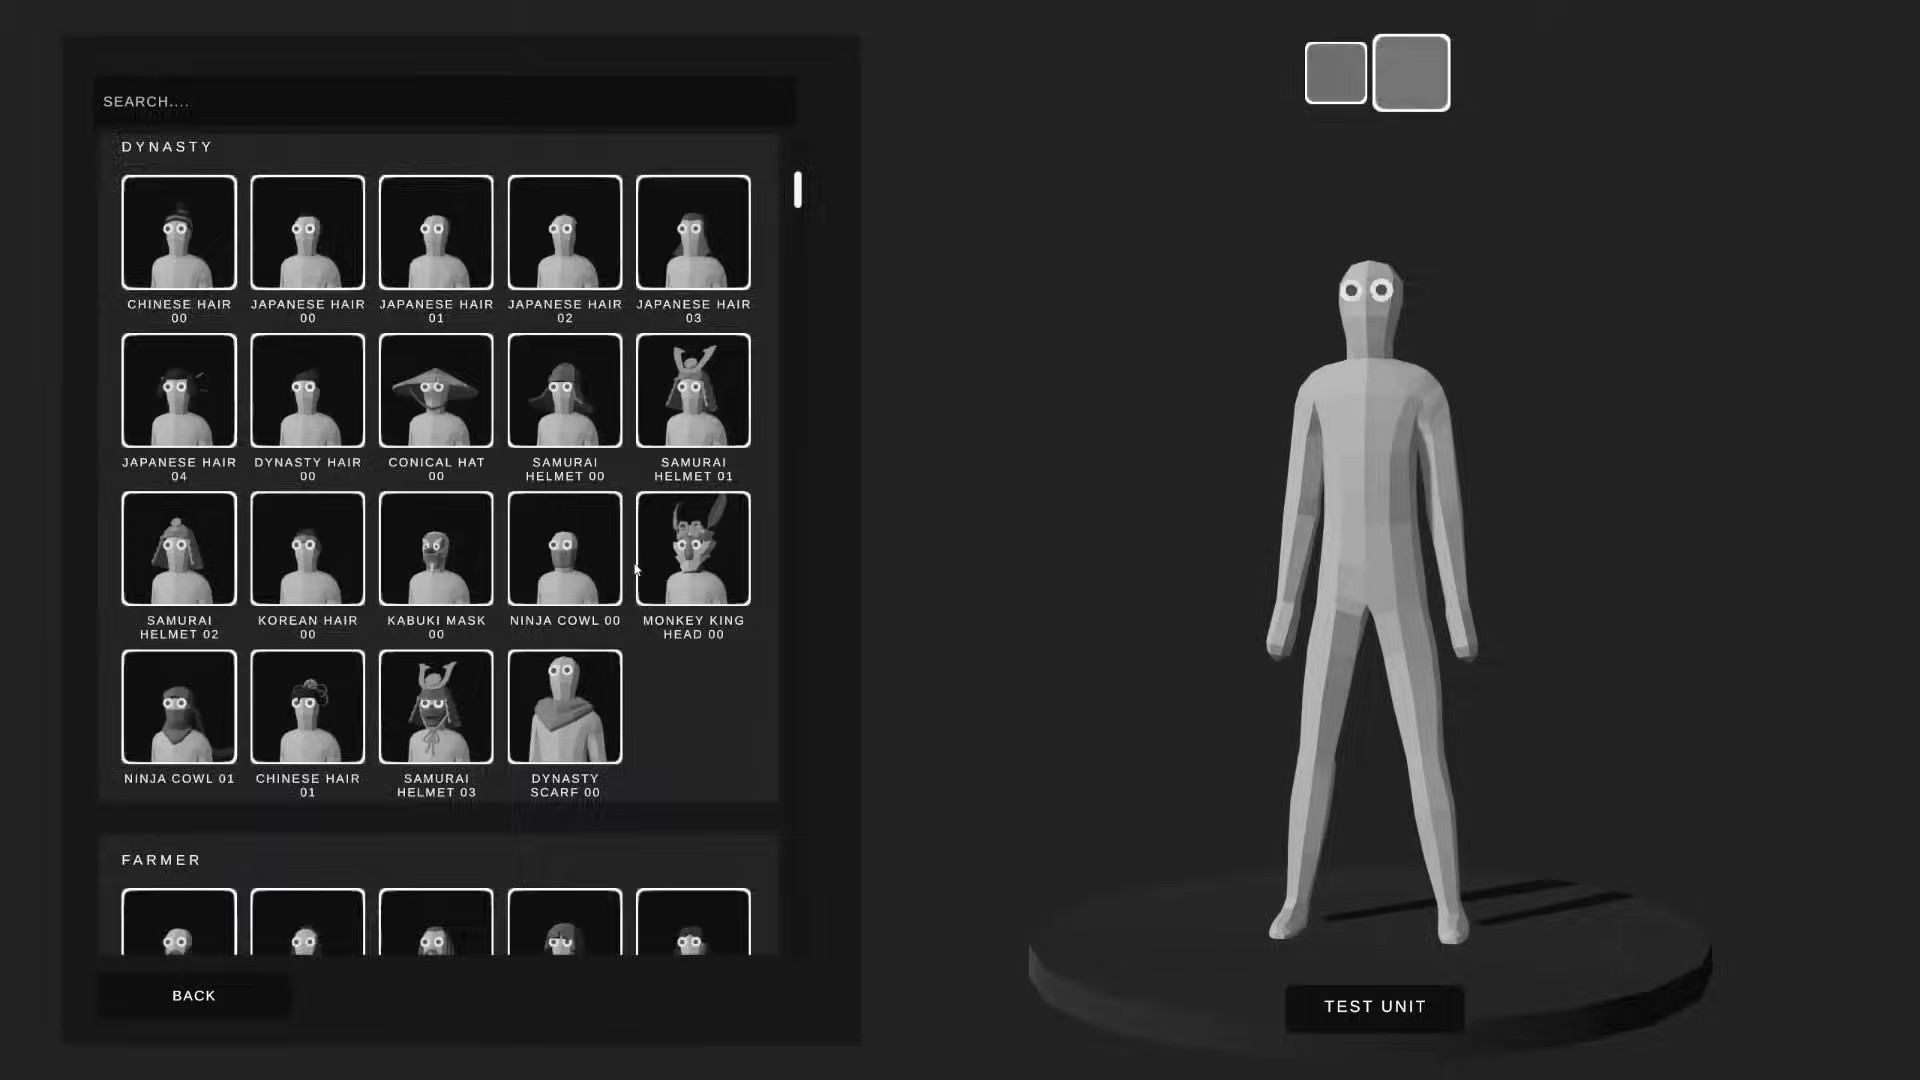 SEARCH....
DYNASTY
CHINESE HAIR
00
JAPANESE HAIR
00
JAPANESE HAIR
01
JAPANESE HAIR
02
JAPANESE HAIR
03
JAPANESE HAIR
04
DYNASTY HAIR
00
CONICAL HAT
00
SAMURAI
HELMET 00
SAMURAI
HELMET 01
SAMURAI
HELMET 02
KOREAN HAIR
00
KABUKI MASK
00
NINJA COWL 00
MONKEY KING
HEAD 00
NINJA COWL 01
CHINESE HAIR
01
SAMURAI
HELMET 03
DYNASTY
SCARF 00
FARMER
BACK
TEST UNIT